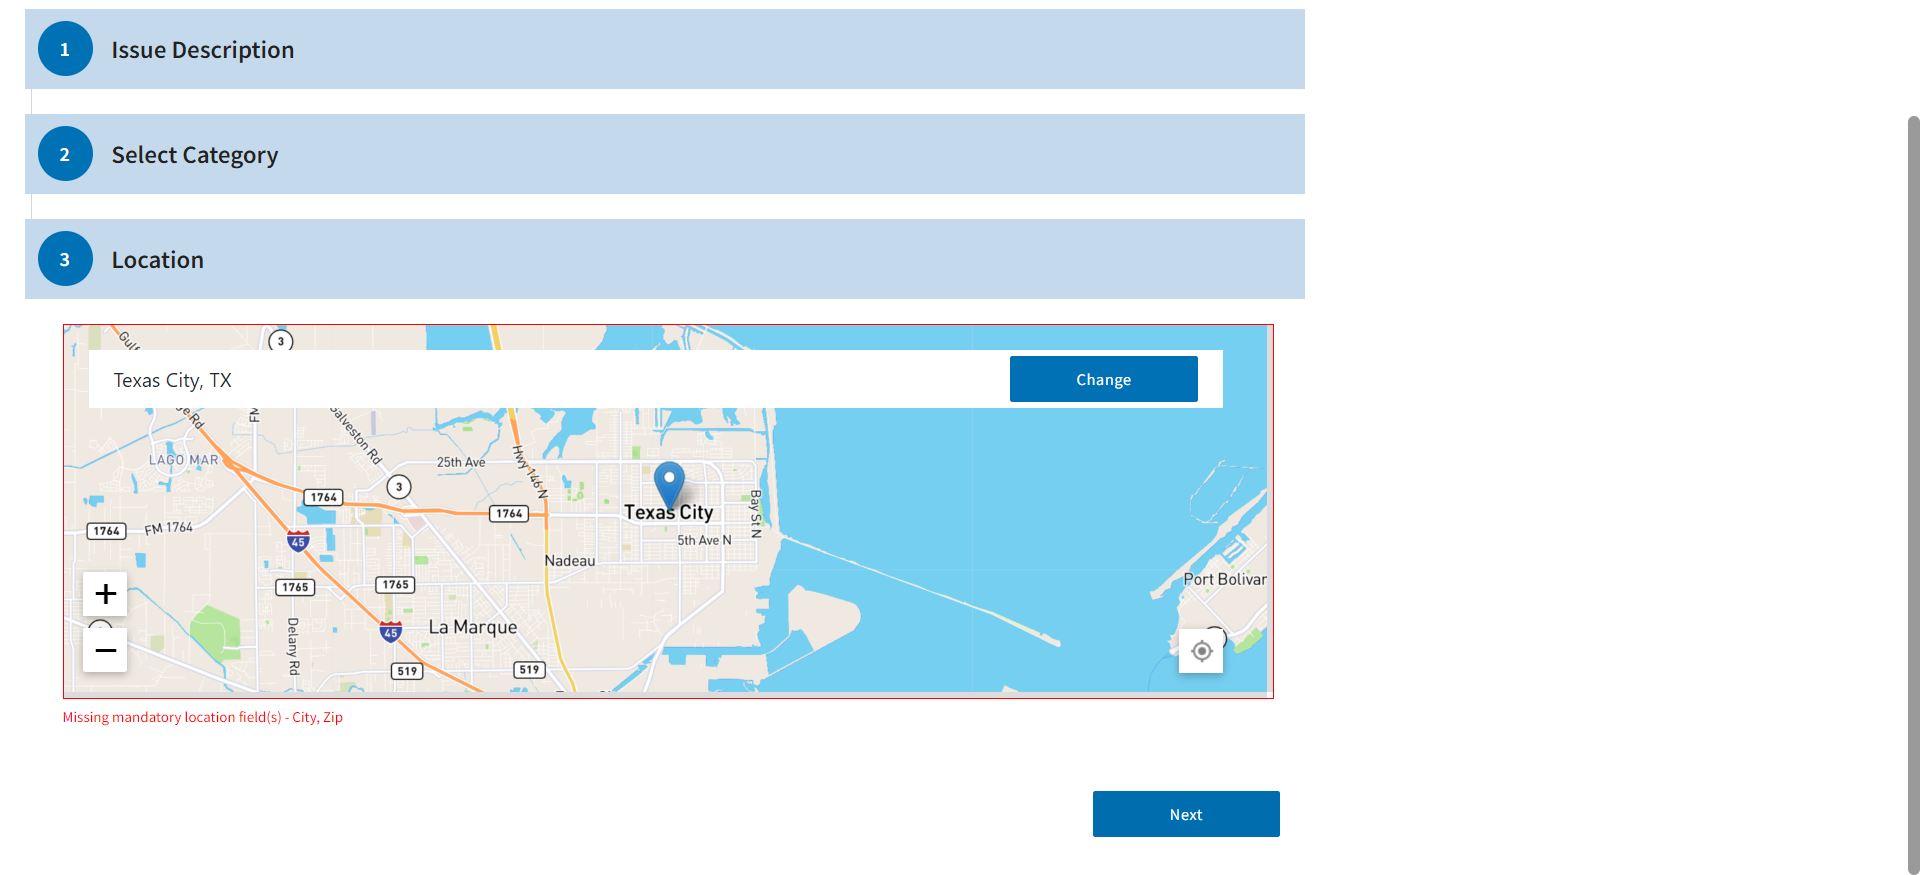 1 Issue Description
2 Select Category
3 Location
3
Texas City, TX
Change
Galveston Rd
LAGO MAR
25th Ave
Hwy 146 N
1764
3
1764
Texas City
Bay St N
1764
FM 1764
45
5th Ave N
Nadeau
1765
1765
Port Bolivar
+
Delany Rd
45
La Marque
−
519
519
Missing mandatory location field(s) - City, Zip
Next